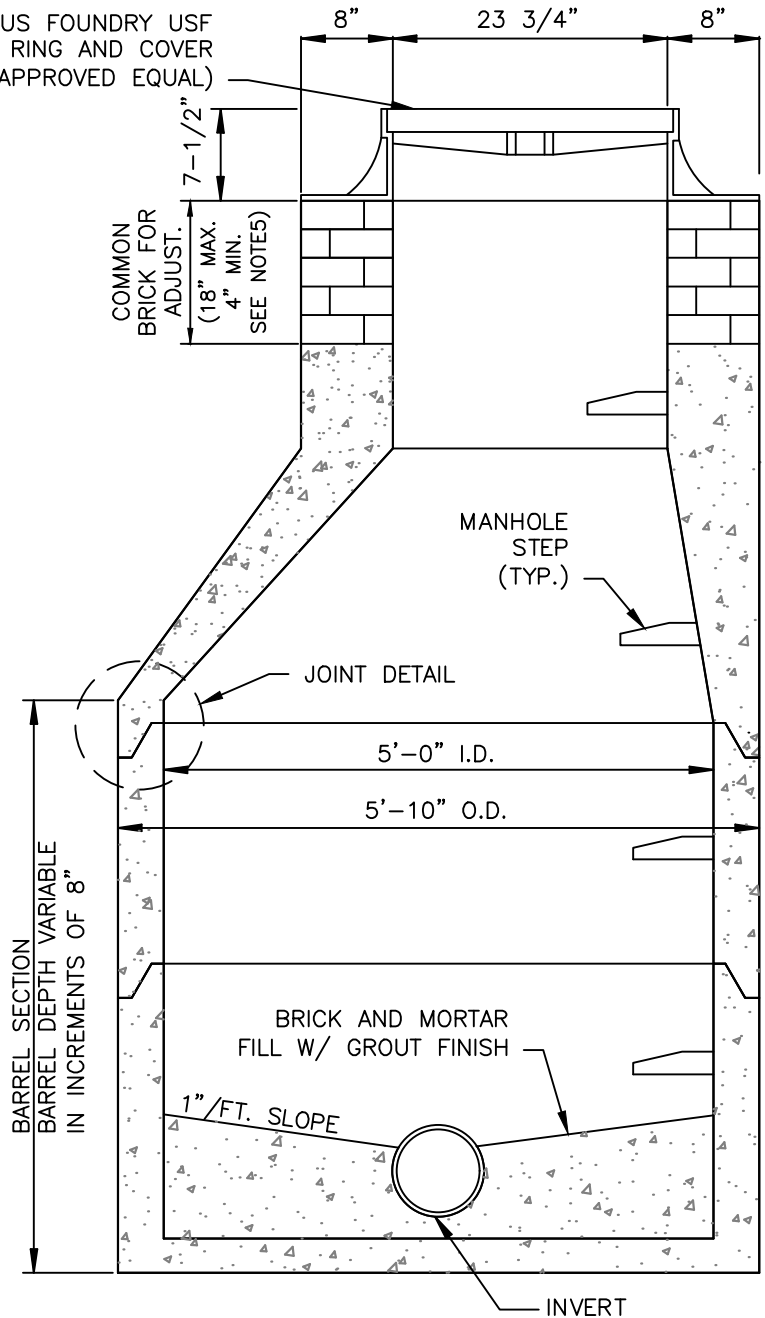 US FOUNDRY USF
RING AND COVER
APPROVED EQUAL)
8"
23 3/4"
8"
7-1/2"
COMMON
BRICK FOR
ADJUST.
(18" MAX.
4" MIN.
SEE NOTE5)
MANHOLE
STEP
(TYP.)
JOINT DETAIL
5'-0" I.D.
5'-10" O.D.
BARREL SECTION
BARREL DEPTH VARIABLE
IN INCREMENTS OF 8"
BRICK AND MORTAR
FILL W/ GROUT FINISH
1"/FT. SLOPE
INVERT